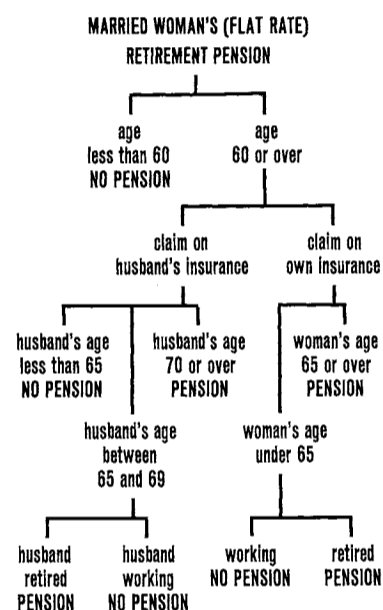 MARRIED WOMAN'S (FLAT RATE)
RETIREMENT PENSION
age
less than 60
NO PENSION
age
60 or over
claim on
husband's insurance
claim on
own insurance
husband's age
less than 65
NO PENSION
husband's age
70 or over
PENSION
woman's age
65 or over
PENSION
husband's age
between
65 and 69
woman's age
under 65
husband
retired
PENSION
husband
working
NO PENSION
working
NO PENSION
retired
PENSION